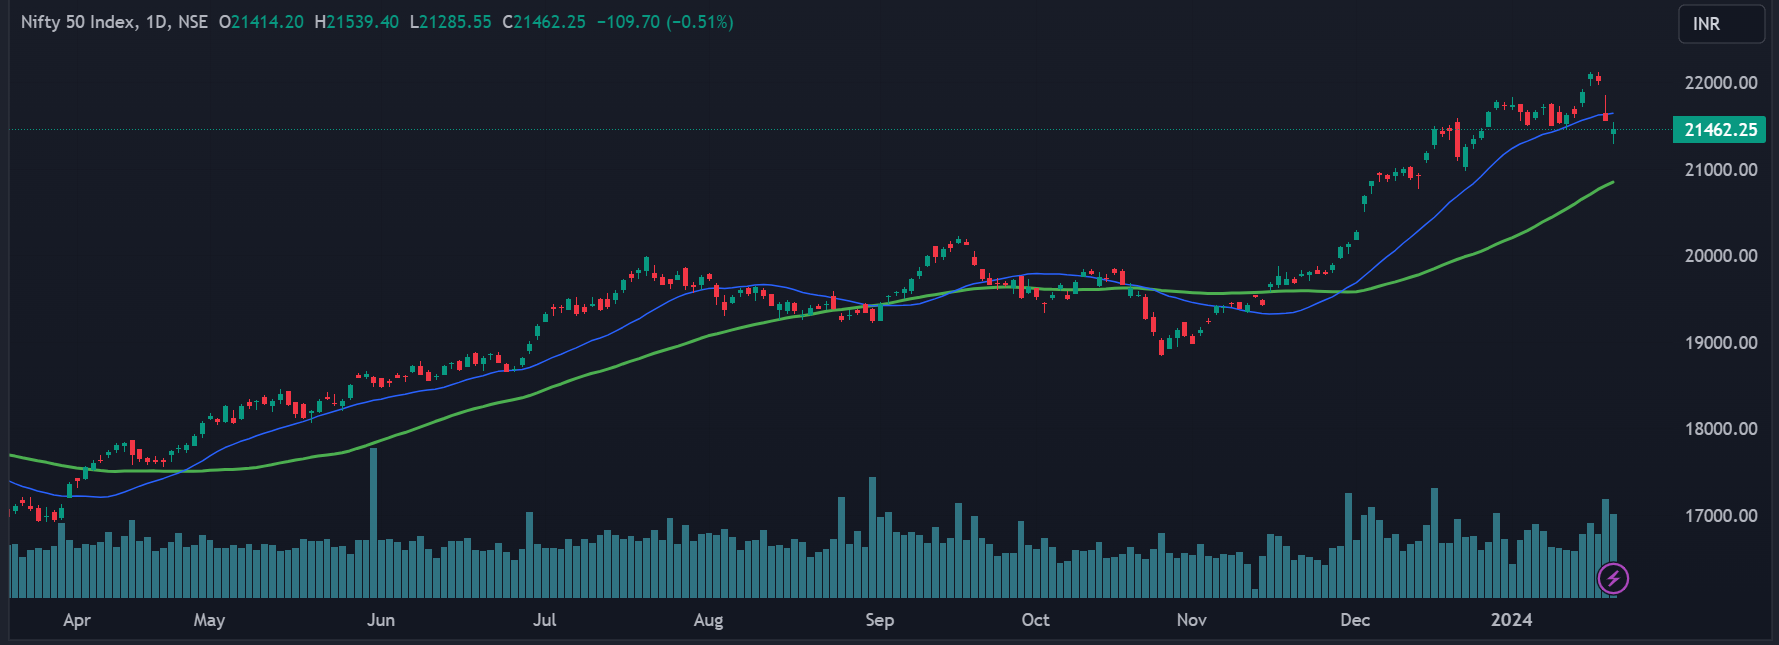 Nifty 50 Index, 1D, NSE O21414.20 H21539.40 L21285.55 C21462.25 −109.70 (−0.51%)
INR
22000.00
21462.25
21000.00
20000.00
19000.00
18000.00
17000.00
Apr May Jun Jul Aug Sep Oct Nov Dec 2024